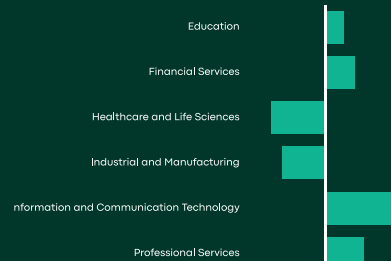 Education
Financial Services
Healthcare and Life Sciences
Industrial and Manufacturing
nformation and Communication Technology
Professional Services